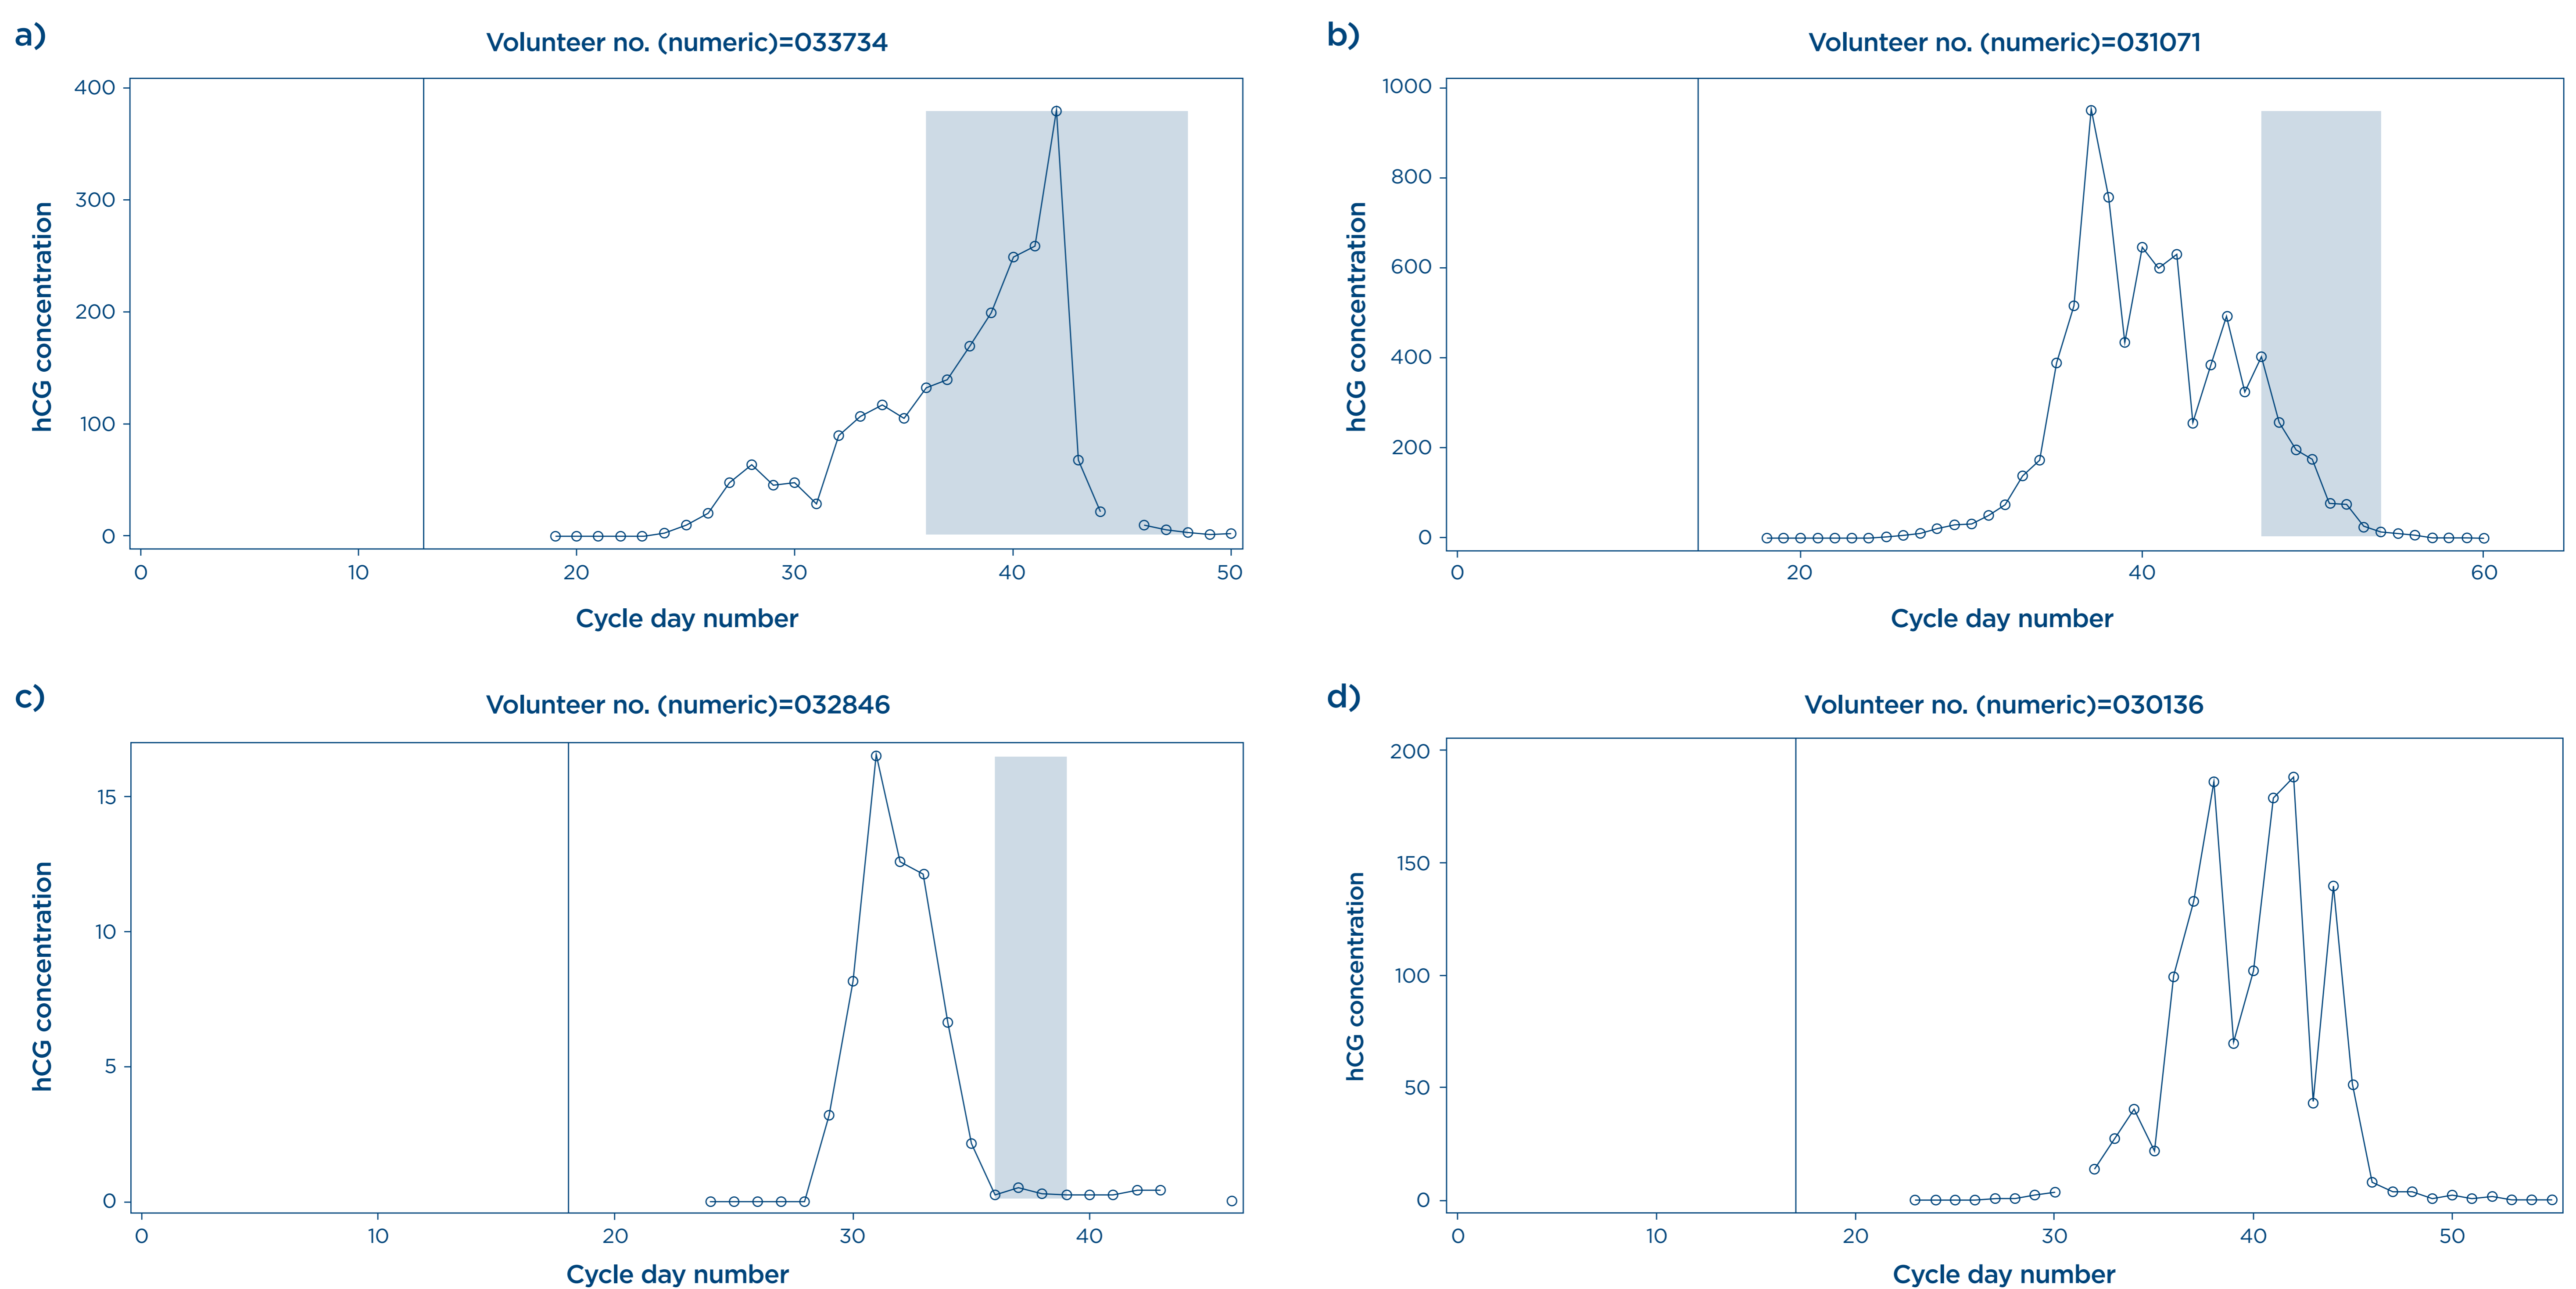 a)
Volunteer no. (numeric)=033734
400
300
200
100
0
hCG concentration
0 10 20 30 40 50
Cycle day number
b)
Volunteer no. (numeric)=031071
1000
800
600
400
200
0
hCG concentration
0 20 40 60
Cycle day number
c)
Volunteer no. (numeric)=032846
15
10
5
0
hCG concentration
0 10 20 30 40
Cycle day number
d)
Volunteer no. (numeric)=030136
200
150
100
50
0
hCG concentration
0 10 20 30 40 50
Cycle day number